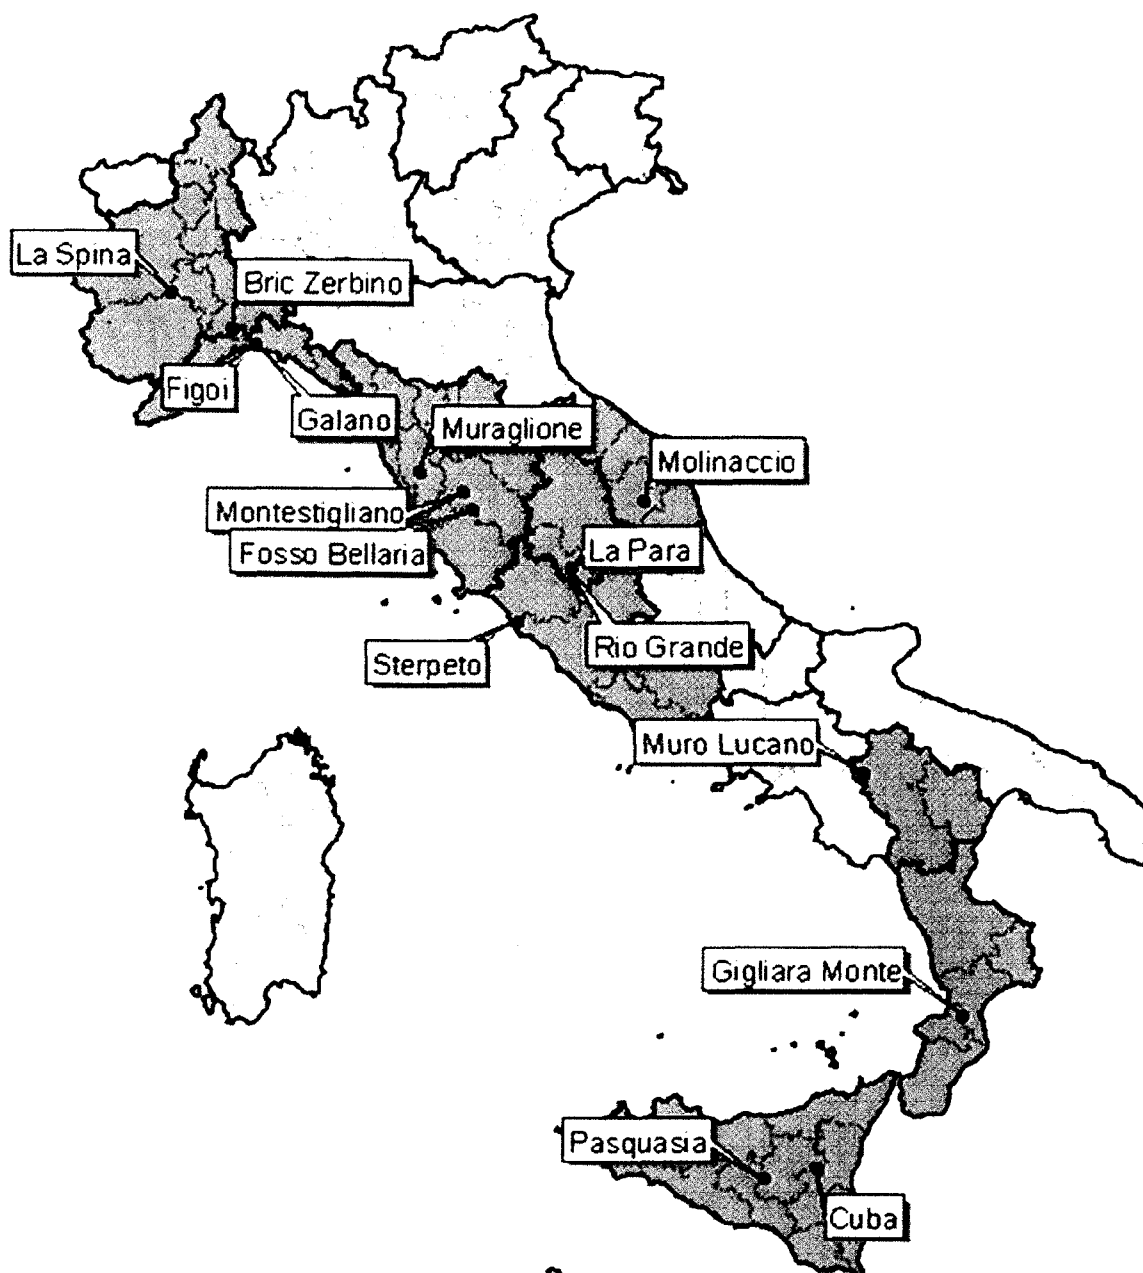 La Spina
Bric Zerbino
Figoi
Galano
Muraglione
Molinaccio
Montestigliano
Fosso Bellaria
La Para
Rio Grande
Sterpeto
Muro Lucano
Gigliara Monte
Pasquasia
Cuba